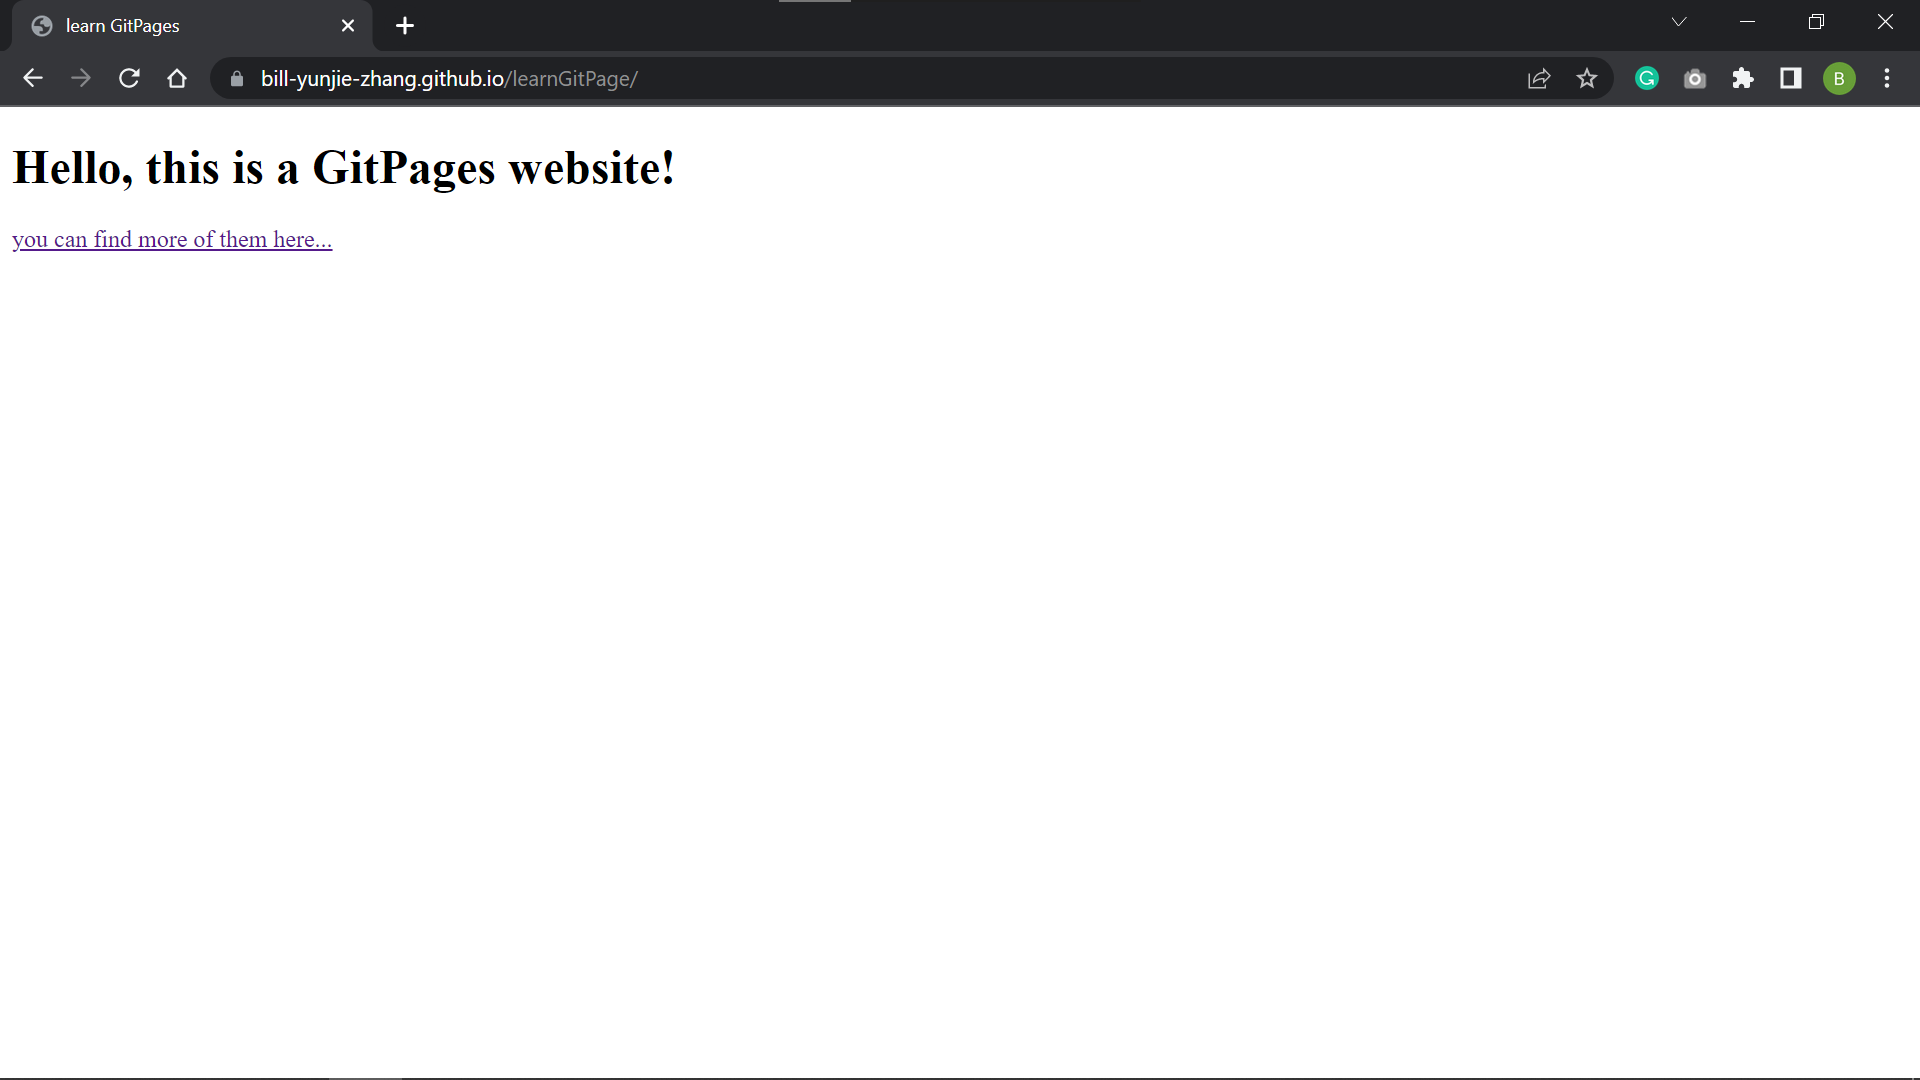 learn GitPages
bill-yunjie-zhang.github.io/learnGitPage/
B
Hello, this is a GitPages website!
you can find more of them here...